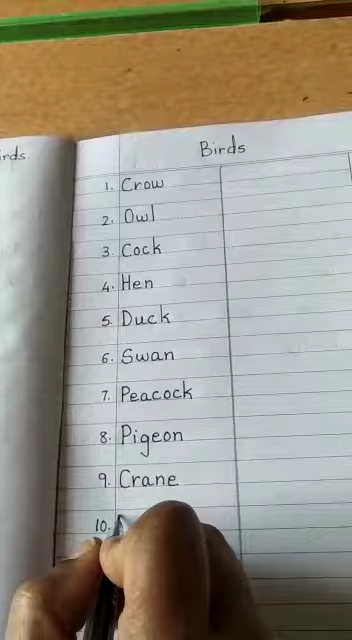 irds
Birds
1. Crow
2. Owl
3. Cock
4. Hen
5. Duck
6. Swan
7. Peacock
8. Pigeon
9. Crane
10.